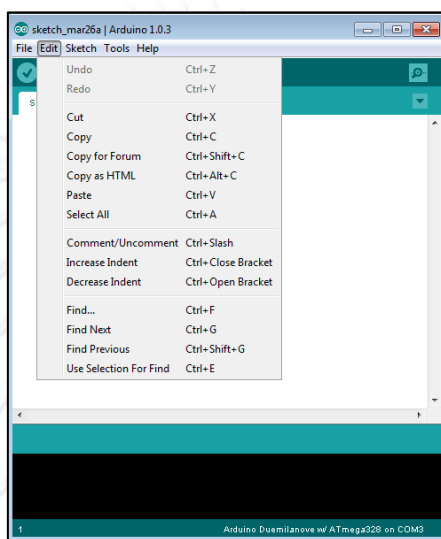 sketch_mar26a | Arduino 1.0.3
File Edit Sketch Tools Help
Undo Ctrl+Z
Redo Ctrl+Y
s
Cut Ctrl+X
Copy Ctrl+C
Copy for Forum Ctrl+Shift+C
Copy as HTML Ctrl+Alt+C
Paste Ctrl+V
Select All Ctrl+A
Comment/Uncomment Ctrl+Slash
Increase Indent Ctrl+Close Bracket
Decrease Indent Ctrl+Open Bracket
Find... Ctrl+F
Find Next Ctrl+G
Find Previous Ctrl+Shift+G
Use Selection For Find Ctrl+E
1 Arduino Duemilanove w/ ATmega328 on COM3